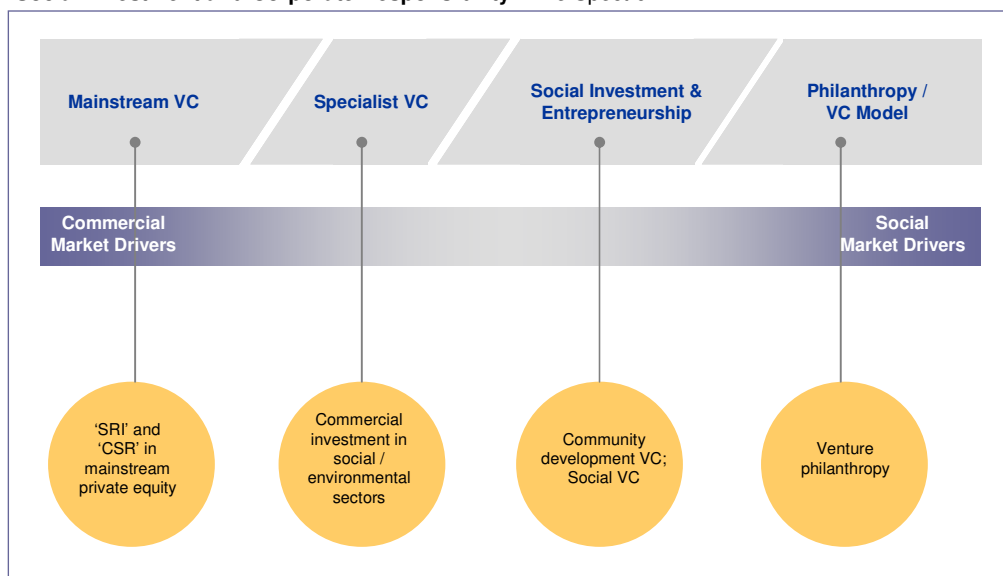 Mainstream VC
Specialist VC
Social Investment &
Entrepreneurship
Philanthropy /
VC Model
Commercial
Market Drivers
Social
Market Drivers
‘SRI’ and
‘CSR’ in
mainstream
private equity
Commercial
investment in
social /
environmental
sectors
Community
development VC;
Social VC
Venture
philanthropy